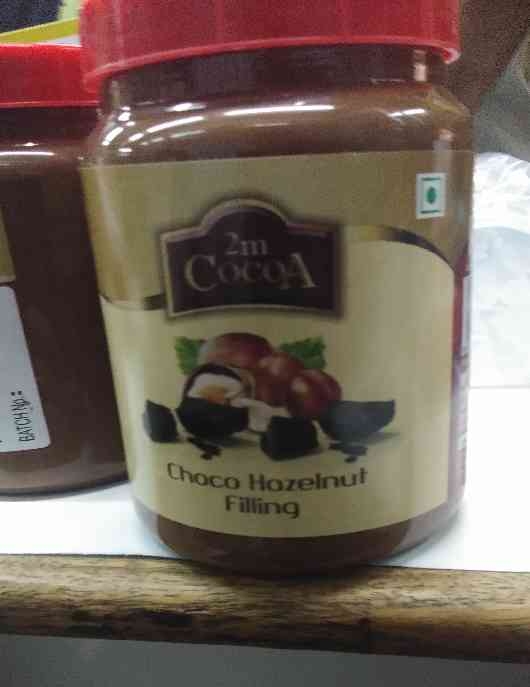 2m
COCOA
Choco Hazelnut
Filling
BATCH No.: